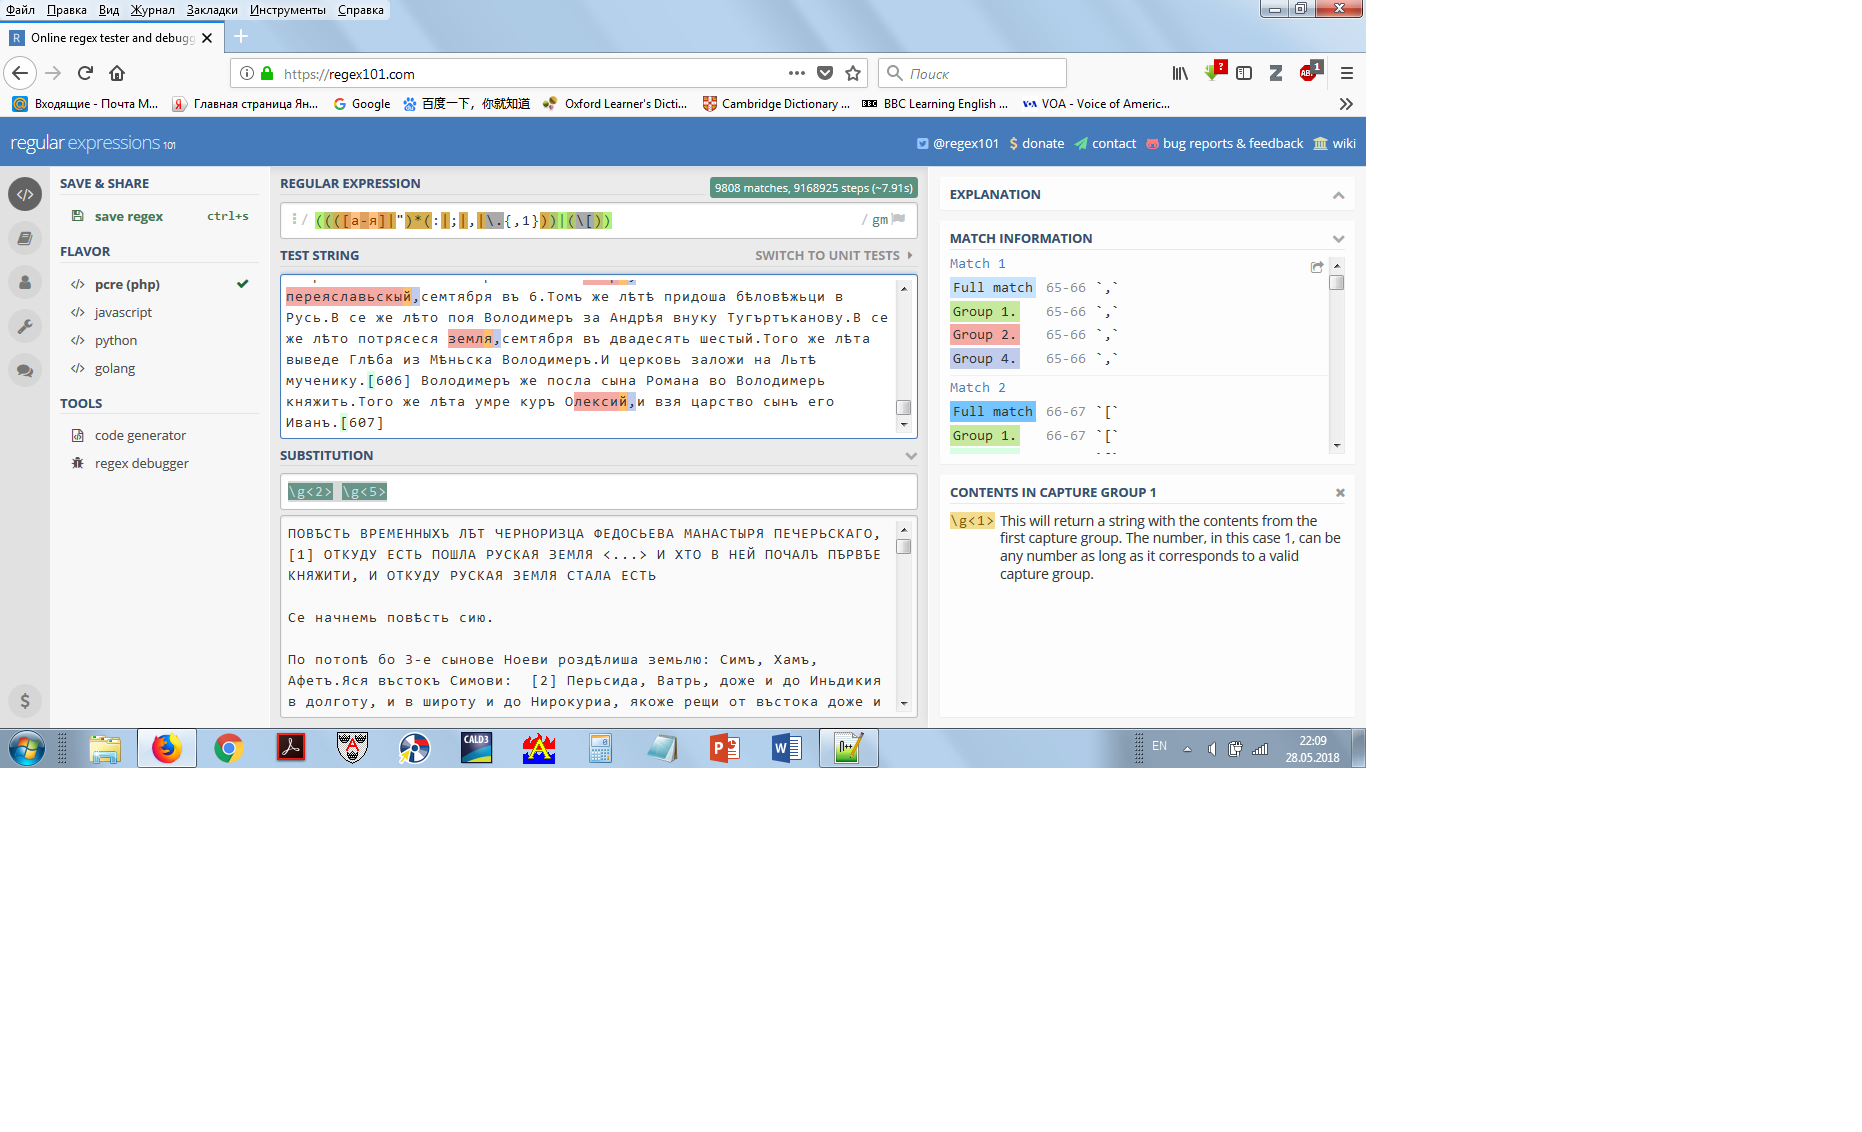 Файл Правка Вид Журнал Закладки Инструменты Справка
R Online regex tester and debugg
https://regex101.com
Поиск
Входящие - Почта M...
Главная страница Ян...
Google
百度一下，你就知道
Oxford Learner's Dicti...
Cambridge Dictionary ...
BBC Learning English ...
VOA - Voice of Americ...
regular expressions 101
@regex101
donate
contact
bug reports & feedback
wiki
SAVE & SHARE
save regex ctrl+s
FLAVOR
pcre (php)
javascript
python
golang
TOOLS
code generator
regex debugger
REGULAR EXPRESSION
9808 matches, 9168925 steps (~7.91s)
/ ((([а-я]|")*(:|;|,|\.{,1}))|(\[)) / gm
TEST STRING
SWITCH TO UNIT TESTS
переяславьскый,семтября въ 6.Томъ же лѣтѣ придоша бѣловѣжьци в
Русь.В се же лѣто поя Володимеръ за Андрѣя внуку Тугъртъканову.В се
же лѣто потрясеся земля,семтября въ двадесять шестый.Того же лѣта
выведе Глѣба из Мѣньска Володимеръ.И церковь заложи на Льтѣ
мученику.[606] Володимеръ же посла сына Романа во Володимерь
княжить.Того же лѣта умре куръ Олексий,и взя царство сынъ его
Иванъ.[607]
SUBSTITUTION
\g<2> \g<5>
ПОВѢСТЬ ВРЕМЕННЫХЪ ЛѢТ ЧЕРНОРИЗЦА ФЕДОСЬЕВА МАНАСТЫРЯ ПЕЧЕРЬСКАГО,
[1] ОТКУДУ ЕСТЬ ПОШЛА РУСКАЯ ЗЕМЛЯ <...> И ХТО В НЕЙ ПОЧАЛЪ ПѢРВѢЕ
КНЯЖИТИ, И ОТКУДУ РУСКАЯ ЗЕМЛЯ СТАЛА ЕСТЬ
Се начнемь повѣсть сию.
По потопѣ бо 3-е сынове Ноеви роздѣлиша земьлю: Симъ, Хамъ,
Афетъ.Яся въстокъ Симови:  [2] Перьсида, Ватрь, доже и до Иньдикия
в долготу, и в широту и до Нирокуриа, якоже рещи от въстока доже и
EXPLANATION
MATCH INFORMATION
Match 1
Full match 65-66 `,`
Group 1. 65-66 `,`
Group 2. 65-66 `,`
Group 4. 65-66 `,`
Match 2
Full match 66-67 `[`
Group 1. 66-67 `[`
CONTENTS IN CAPTURE GROUP 1
\g<1> This will return a string with the contents from the
first capture group. The number, in this case 1, can be
any number as long as it corresponds to a valid
capture group.
CALD3
EN
22:09
28.05.2018